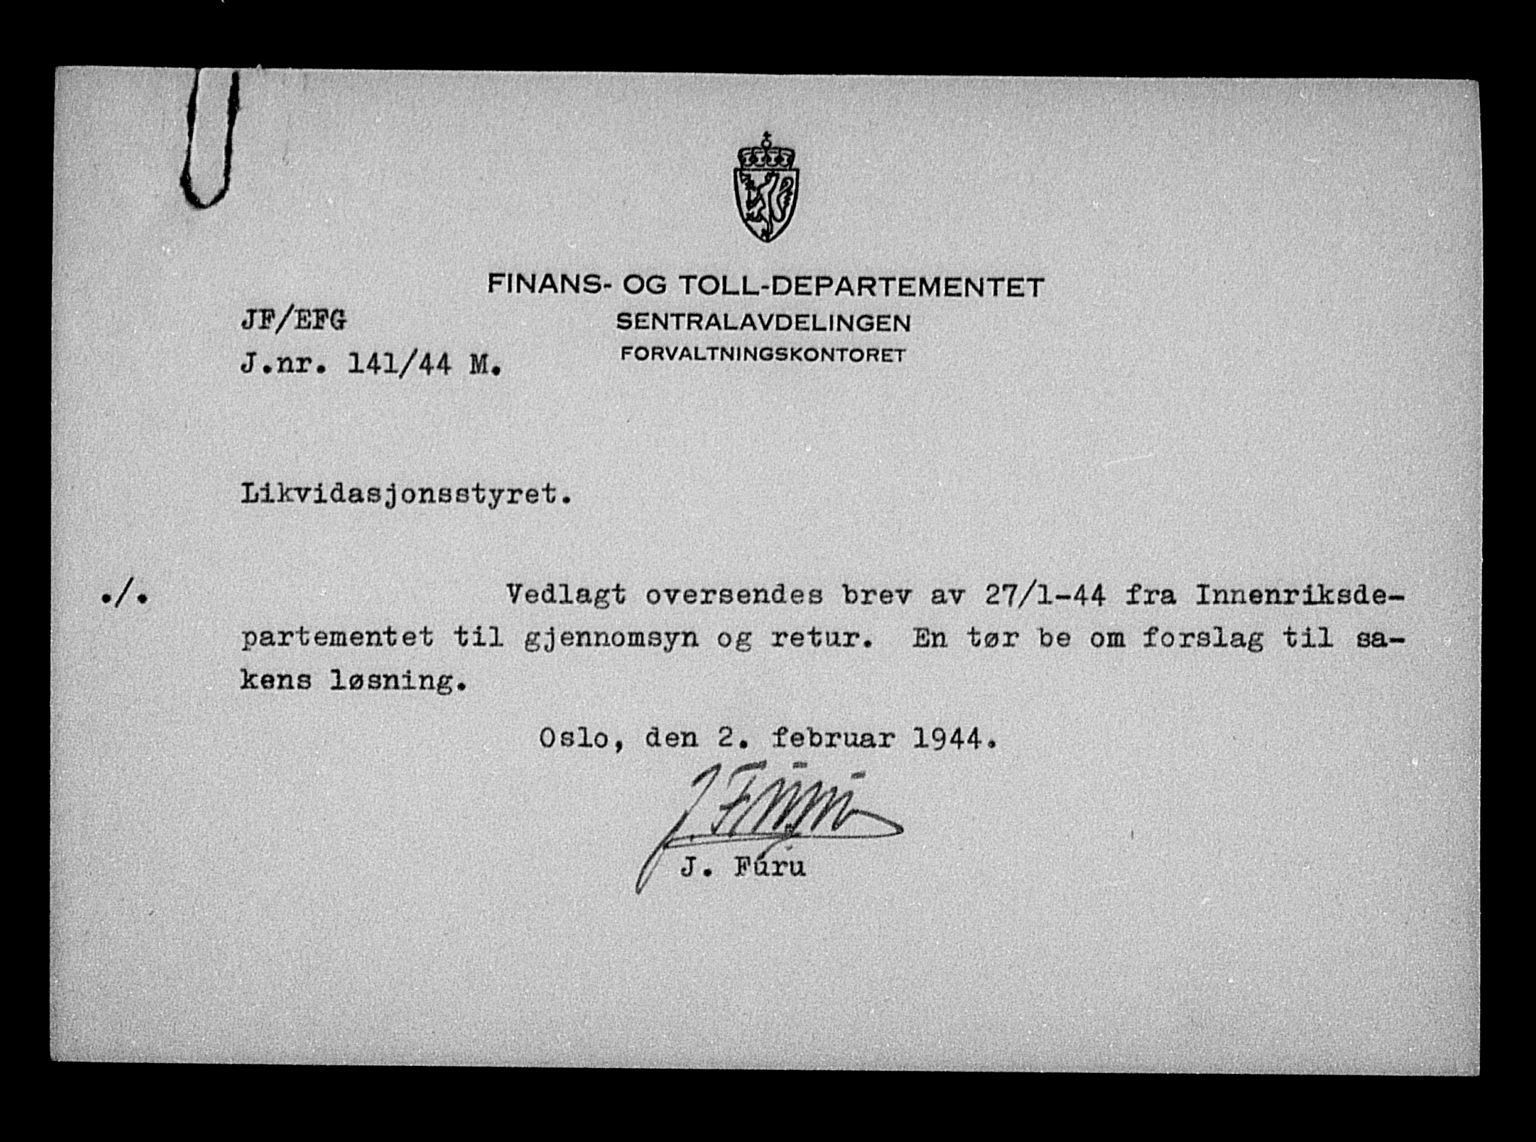 FINANS- OG TOLL-DEPARTEMENTET
SENTRALAVDELINGEN
FORVALTNINGSKONTORET
JF/EFG
J.nr. 141/44 M.
Likvidasjonsstyret.
./. Vedlagt oversendes brev av 27/1-44 fra Innenriksde-
partementet til gjennomsyn og retur. En tør be om forslag til sa-
kens løsning.
Oslo, den 2. februar 1944.
J. Furu
J. Furu